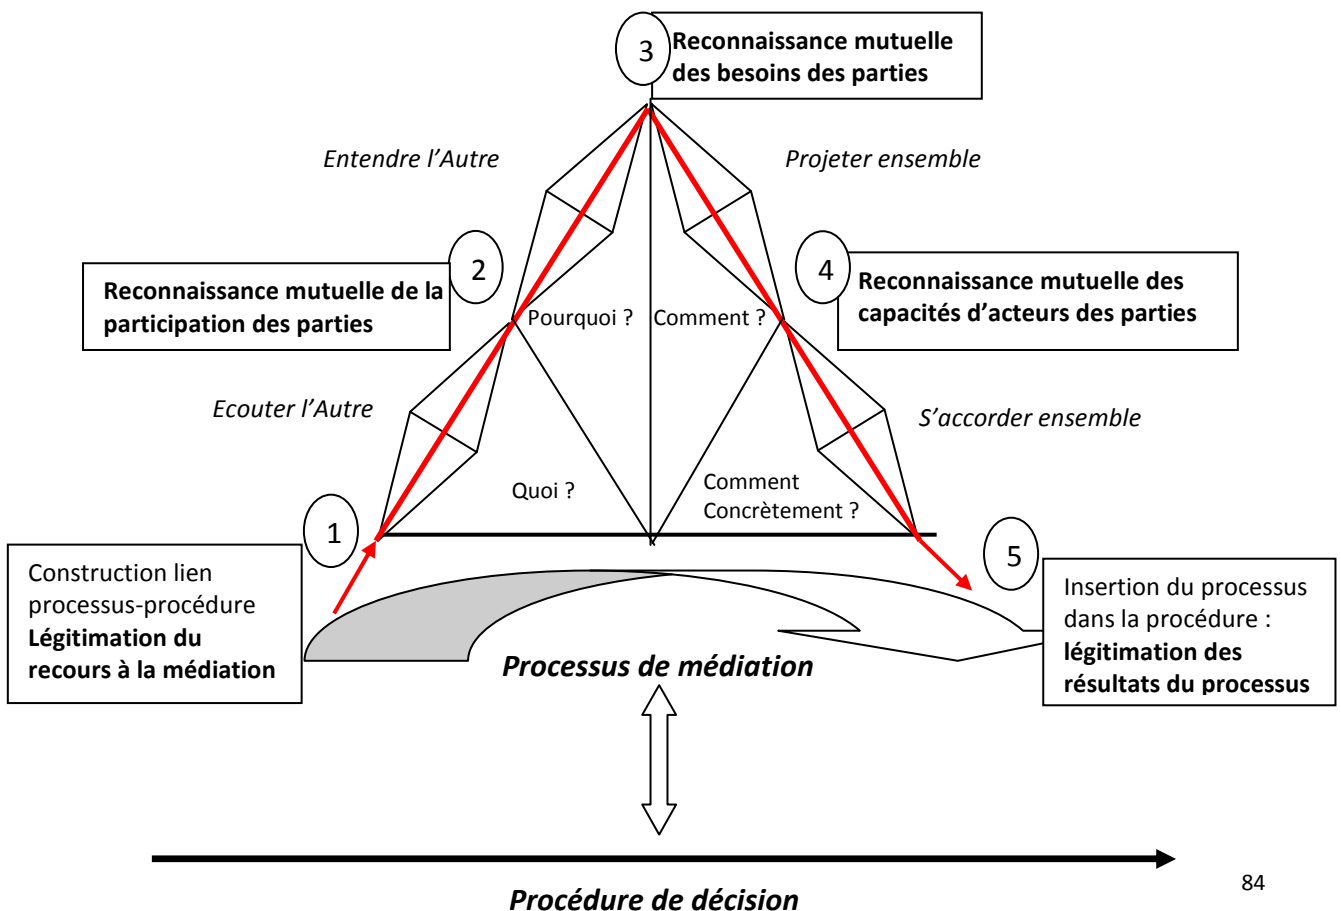 3
Reconnaissance mutuelle
des besoins des parties
Entendre l’Autre
Projeter ensemble
2
Reconnaissance mutuelle de la
participation des parties
4
Reconnaissance mutuelle des
capacités d’acteurs des parties
Pourquoi ?
Comment ?
Ecouter l’Autre
S’accorder ensemble
Quoi ?
Comment
Concrètement ?
1
Construction lien
processus-procédure
Légitimation du
recours à la médiation
5
Insertion du processus
dans la procédure :
légitimation des
résultats du processus
Processus de médiation
Procédure de décision
84